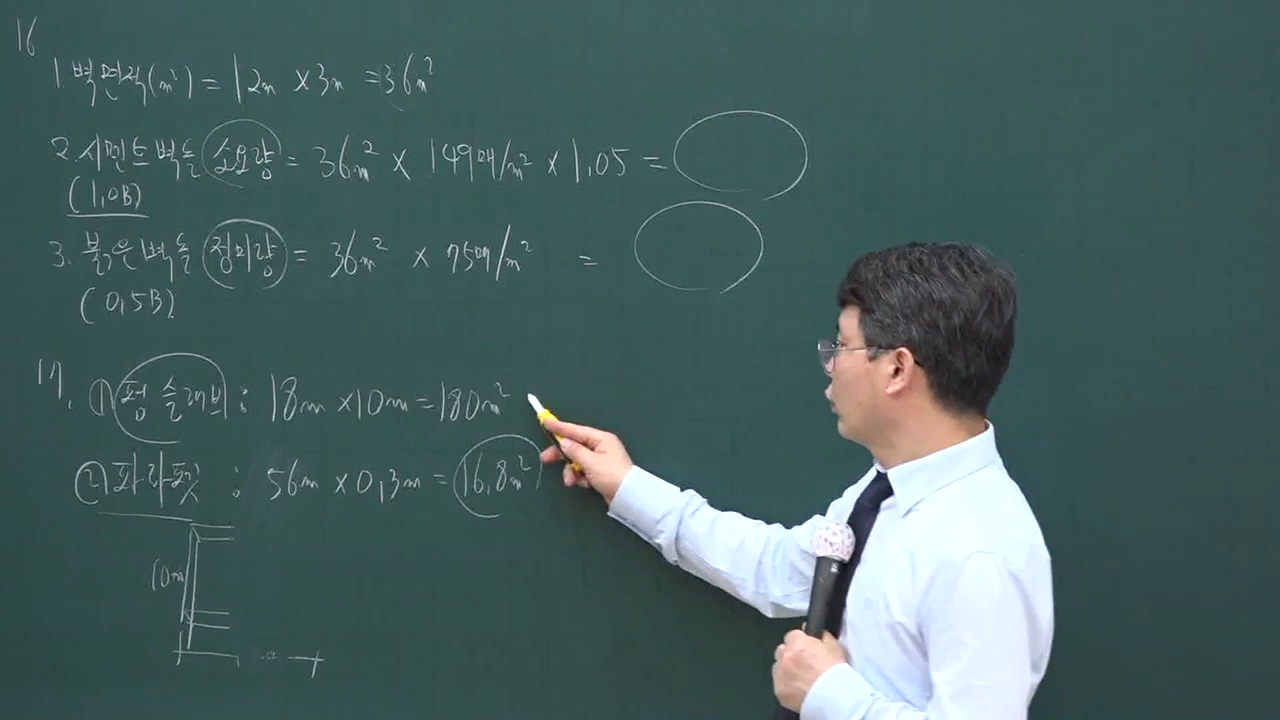 16
1. 벽면적(m²) = 12m × 3m = 36m²
2. 시멘트벽돌 소요량 = 36m² × 149매/m² × 1.05 =
(1.0B)
3. 붉은벽돌 정미량 = 36m² × 75매/m² =
(0.5B)
17.
① 평슬래브 : 18m × 10m = 180m²
② 파라펫 : 56m × 0.3m = 16.8m²
10m